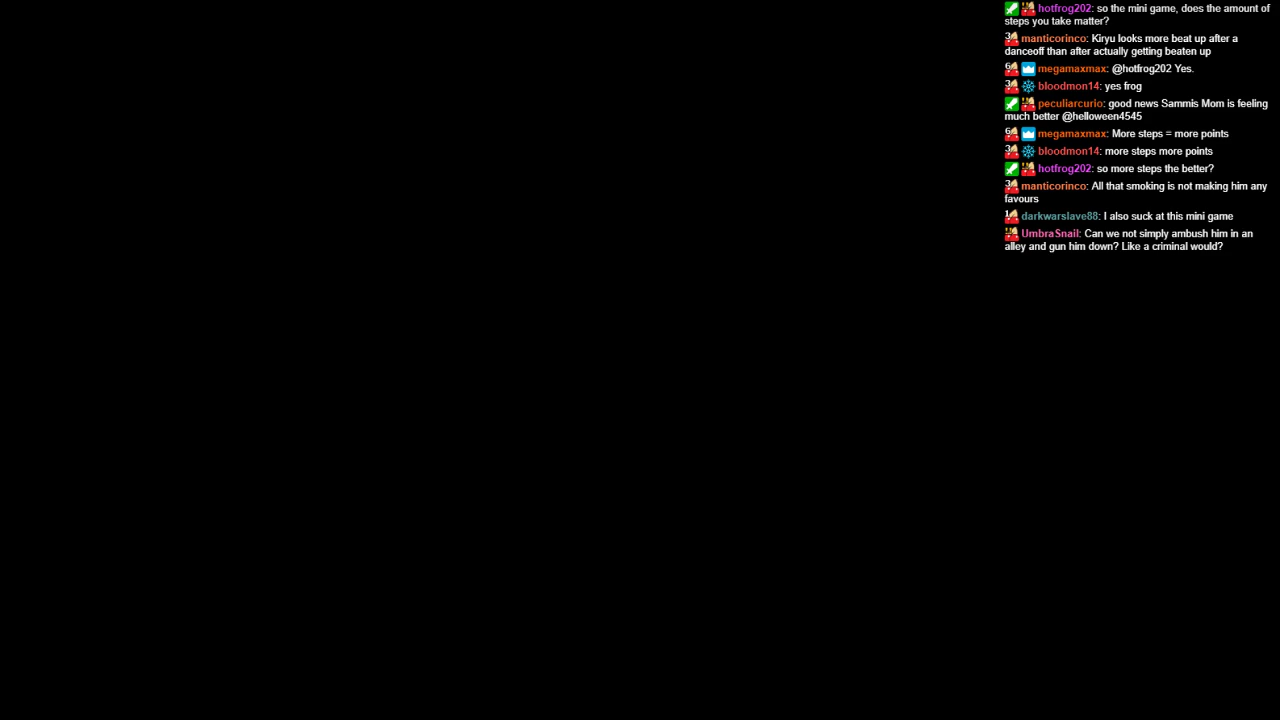 hotfrog202: so the mini game, does the amount of
steps you take matter?
manticorinco: Kiryu looks more beat up after a
danceoff than after actually getting beaten up
megamaxmax: @hotfrog202 Yes.
bloodmon14: yes frog
peculiarcurio: good news Sammis Mom is feeling
much better @helloween4545
megamaxmax: More steps = more points
bloodmon14: more steps more points
hotfrog202: so more steps the better?
manticorinco: All that smoking is not making him any
favours
darkwarslave88: I also suck at this mini game
UmbraSnail: Can we not simply ambush him in an
alley and gun him down? Like a criminal would?